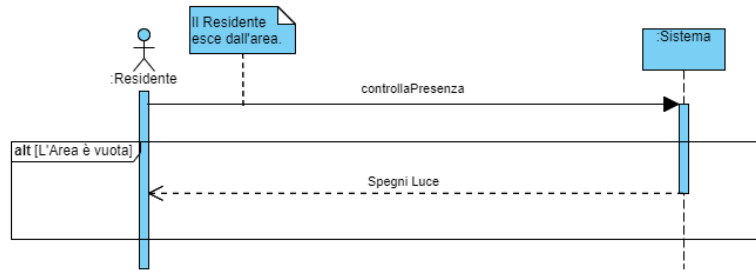 Il Residente
esce dall'area.
:Sistema
:Residente
controllaPresenza
alt [L'Area è vuota]
Spegni Luce